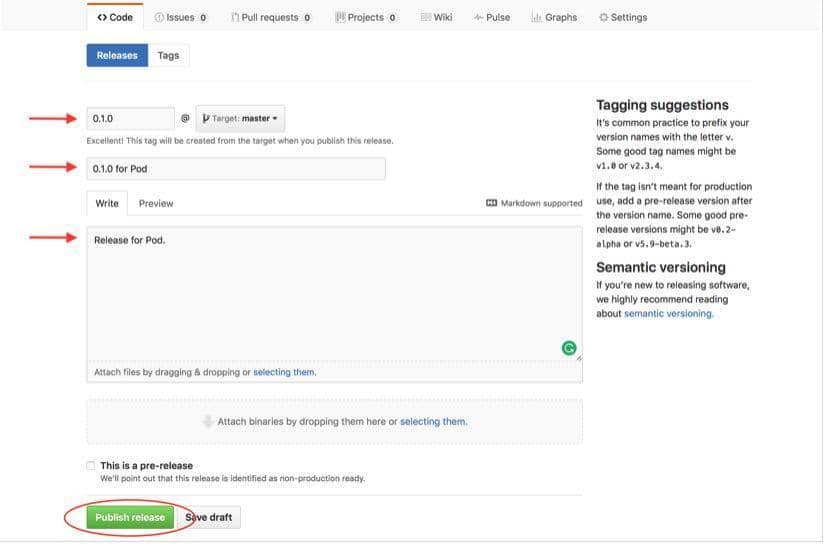 Code Issues 0 Pull requests 0 Projects 0 Wiki Pulse Graphs Settings
Releases Tags
0.1.0 @ Target: master
Excellent! This tag will be created from the target when you publish this release.
0.1.0 for Pod
Write Preview Markdown supported
Release for Pod.
Attach files by dragging & dropping or selecting them.
Attach binaries by dropping them here or selecting them.
This is a pre-release
We'll point out that this release is identified as non-production ready.
Publish release Save draft
Tagging suggestions
It's common practice to prefix your
version names with the letter v.
Some good tag names might be
v1.0 or v2.3.4.
If the tag isn't meant for production
use, add a pre-release version after
the version name. Some good pre-
release versions might be v0.2-
alpha or v5.9-beta.3.
Semantic versioning
If you're new to releasing software,
we highly recommend reading
about semantic versioning.